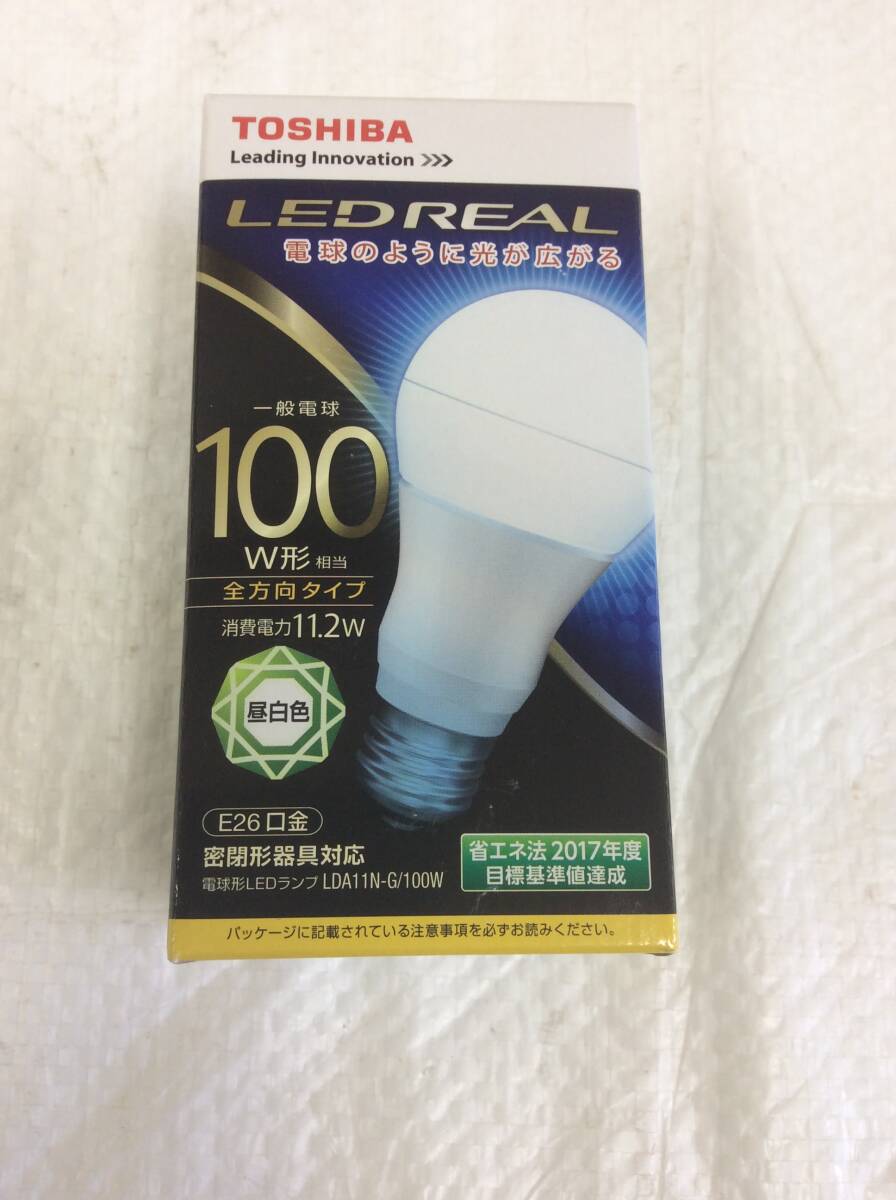 TOSHIBA
Leading Innovation >>>
LED REAL
電球のように光が広がる
一般電球
100
W形 相当
全方向タイプ
消費電力11.2W
昼白色
E26口金
密閉形器具対応
電球形LEDランプ LDA11N-G/100W
省エネ法2017年度
目標基準値達成
パッケージに記載されている注意事項を必ずお読みください。